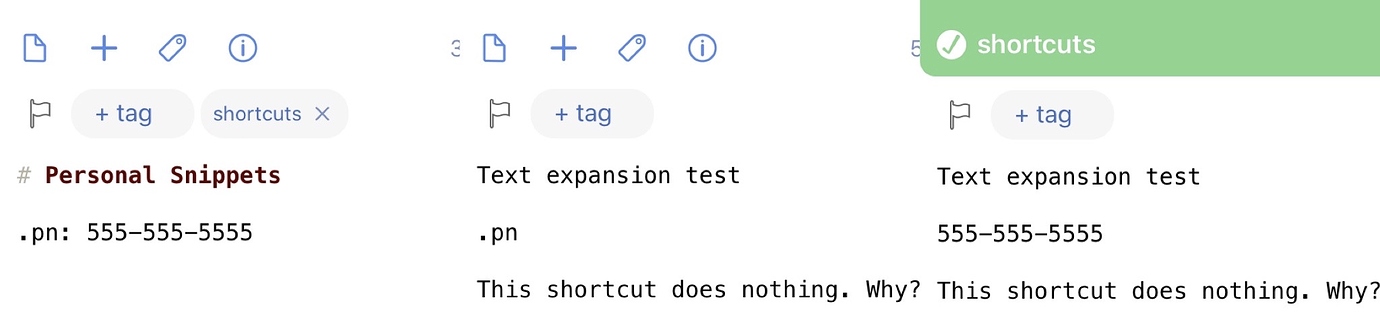 3
+ tag
shortcuts ×
# Personal Snippets
.pn: 555-555-5555
5
+ tag
Text expansion test
.pn
This shortcut does nothing. Why?
shortcuts
+ tag
Text expansion test
555-555-5555
This shortcut does nothing. Why?